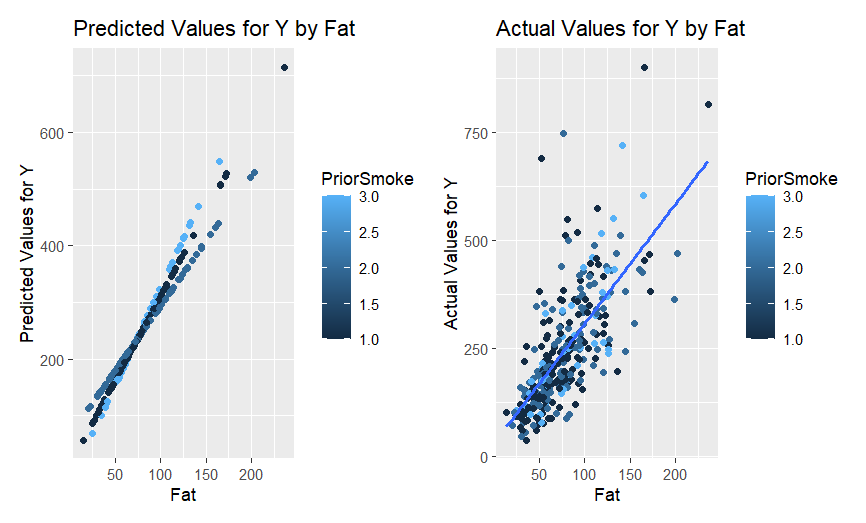 Predicted Values for Y by Fat
Predicted Values for Y
600
400
200
50 100 150 200
Fat
PriorSmoke
3.0
2.5
2.0
1.5
1.0
Actual Values for Y by Fat
Actual Values for Y
750
500
250
0
50 100 150 200
Fat
PriorSmoke
3.0
2.5
2.0
1.5
1.0